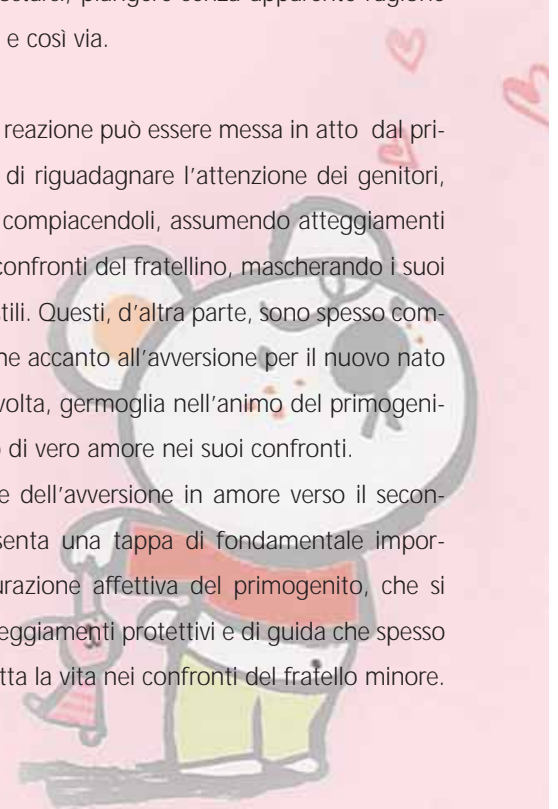 e così via.
reazione può essere messa in atto dal pri-
di riguadagnare l'attenzione dei genitori,
compiacendoli, assumendo atteggiamenti
confronti del fratellino, mascherando i suoi
tili. Questi, d'altra parte, sono spesso com-
ne accanto all'avversione per il nuovo nato
volta, germoglia nell'animo del primogeni-
di vero amore nei suoi confronti.
e dell'avversione in amore verso il secon-
senta una tappa di fondamentale impor-
urazione affettiva del primogenito, che si
eggiamenti protettivi e di guida che spesso
tta la vita nei confronti del fratello minore.